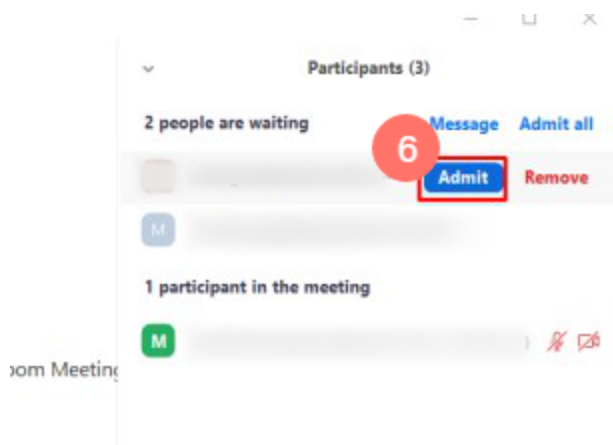 Participants (3)
2 people are waiting Message Admit all
6
Admit Remove
M
1 participant in the meeting
M )
oom Meeting